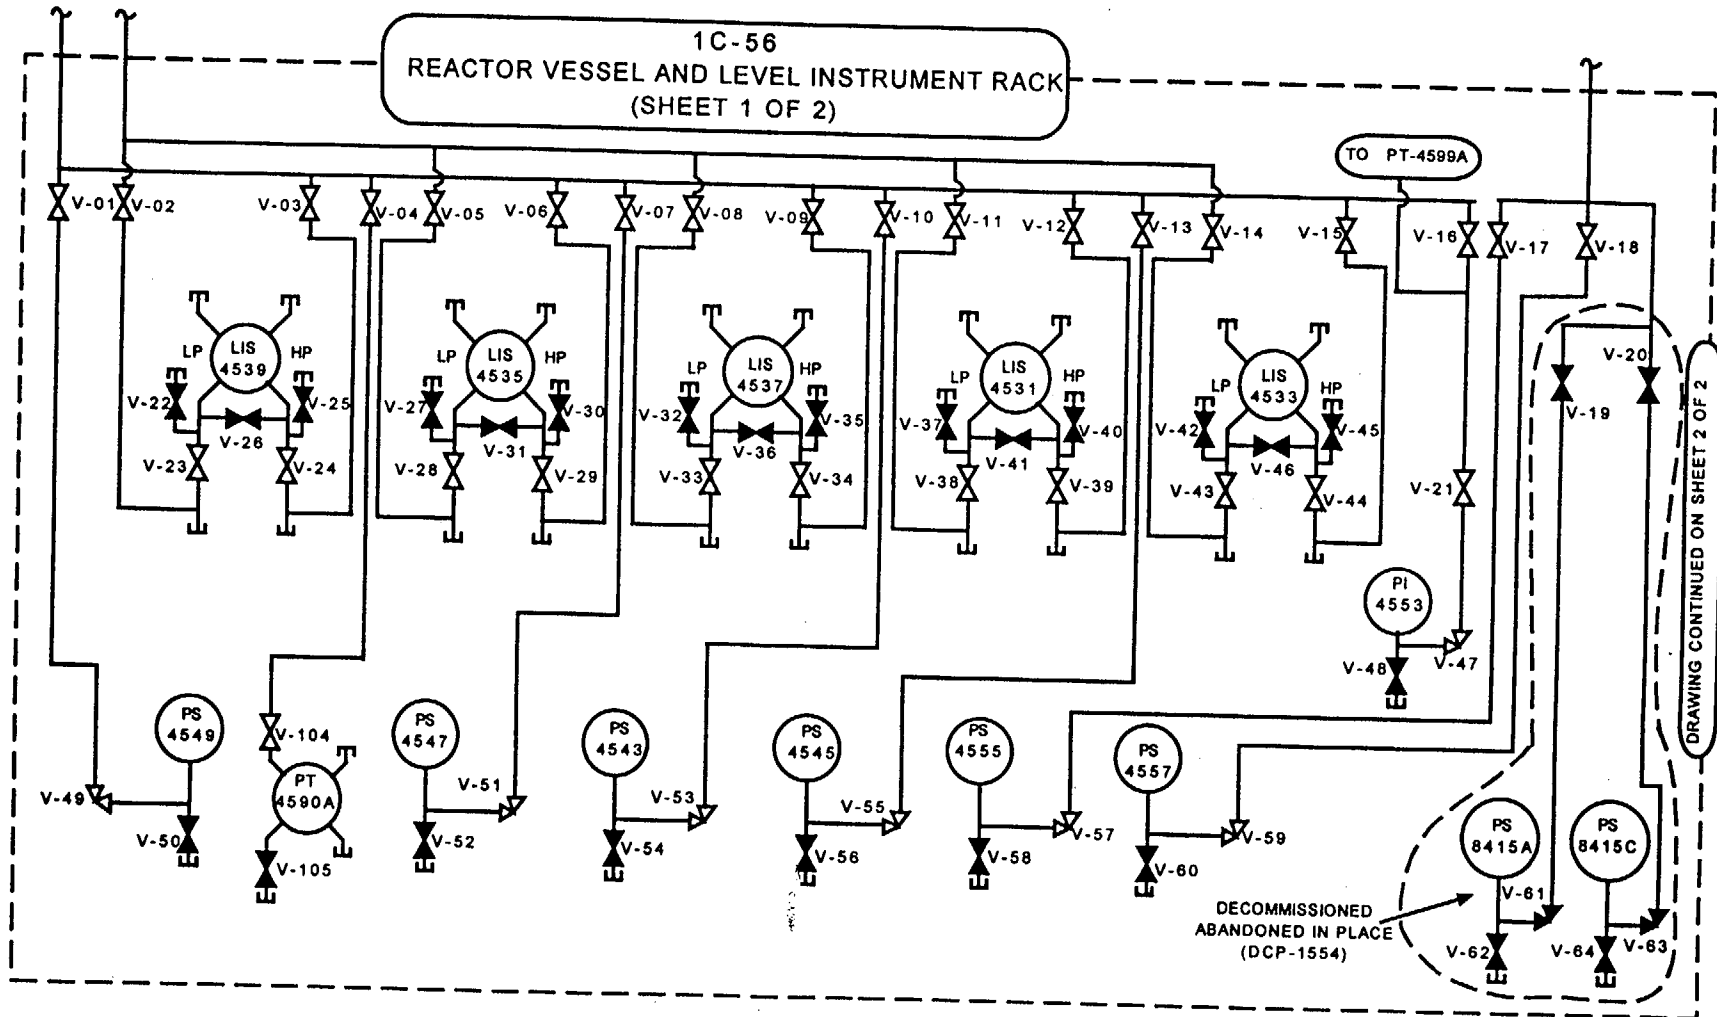 1C-56
REACTOR VESSEL AND LEVEL INSTRUMENT RACK
(SHEET 1 OF 2)
TO PT-4599A
V-01
V-02
V-03
V-04
V-05
V-06
V-07
V-08
V-09
V-10
V-11
V-12
V-13
V-14
V-15
V-16
V-17
V-18
LP
LIS
4539
HP
LP
LIS
4535
HP
LP
LIS
4537
HP
LP
LIS
4531
HP
LP
LIS
4533
HP
V-20
V-19
V-22
V-25
V-26
V-23
V-24
V-27
V-30
V-31
V-28
V-29
V-32
V-35
V-36
V-33
V-34
V-37
V-40
V-41
V-38
V-39
V-42
V-45
V-46
V-43
V-44
V-21
PI
4553
V-48
V-47
PS
4549
V-49
V-50
V-104
PT
4590A
V-105
PS
4547
V-51
V-52
PS
4543
V-53
V-54
PS
4545
V-55
V-56
PS
4555
V-57
V-58
PS
4557
V-59
V-60
PS
8415A
V-61
V-62
PS
8415C
V-63
V-64
DECOMMISSIONED
ABANDONED IN PLACE
(DCP-1554)
DRAWING CONTINUED ON SHEET 2 OF 2